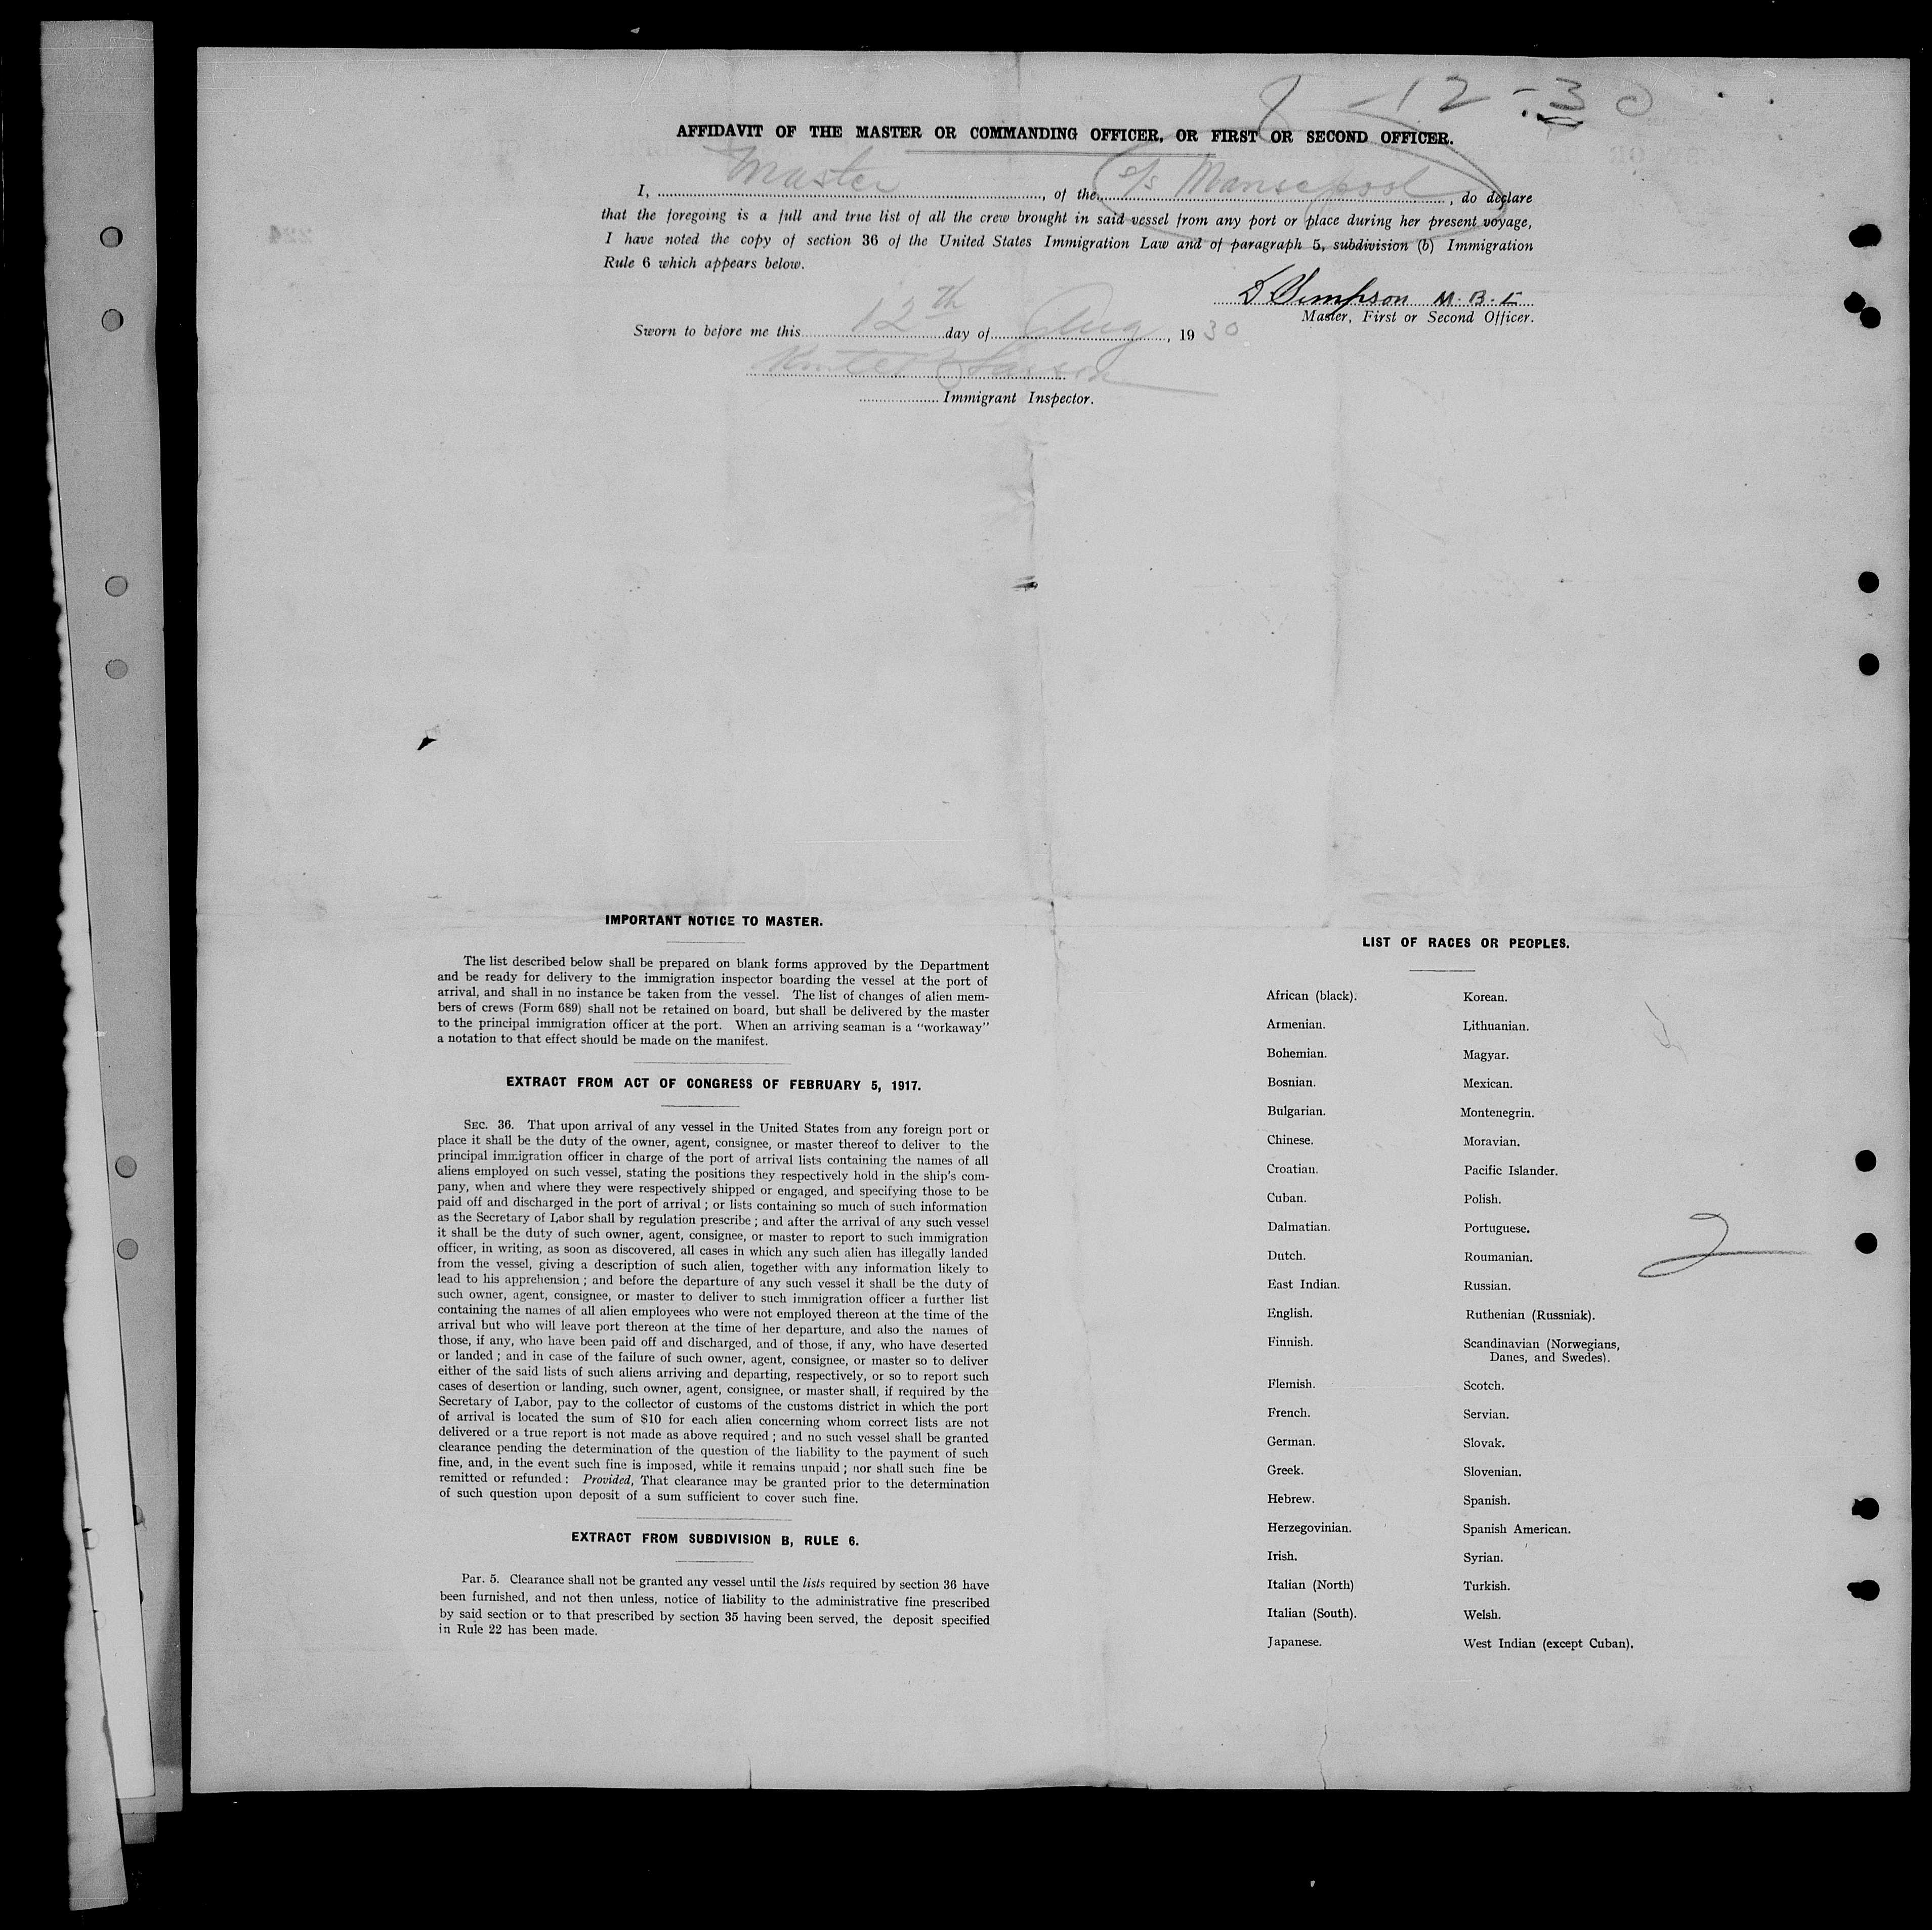 8-12-30
AFFIDAVIT OF THE MASTER OR COMMANDING OFFICER, OR FIRST OR SECOND OFFICER.
I, Master, of the s/s Mansepool, do declare
that the foregoing is a full and true list of all the crew brought in said vessel from any port or place during her present voyage,
I have noted the copy of section 36 of the United States Immigration Law and of paragraph 5, subdivision (b) Immigration
Rule 6 which appears below.
D Simpson M.B.E
Master, First or Second Officer.
Sworn to before me this 12th day of Aug, 1930
Immigrant Inspector.
IMPORTANT NOTICE TO MASTER.
The list described below shall be prepared on blank forms approved by the Department
and be ready for delivery to the immigration inspector boarding the vessel at the port of
arrival, and shall in no instance be taken from the vessel. The list of changes of alien mem-
bers of crews (Form 689) shall not be retained on board, but shall be delivered by the master
to the principal immigration officer at the port. When an arriving seaman is a "workaway"
a notation to that effect should be made on the manifest.
EXTRACT FROM ACT OF CONGRESS OF FEBRUARY 5, 1917.
SEC. 36. That upon arrival of any vessel in the United States from any foreign port or
place it shall be the duty of the owner, agent, consignee, or master thereof to deliver to the
principal immigration officer in charge of the port of arrival lists containing the names of all
aliens employed on such vessel, stating the positions they respectively hold in the ship's com-
pany, when and where they were respectively shipped or engaged, and specifying those to be
paid off and discharged in the port of arrival; or lists containing so much of such information
as the Secretary of Labor shall by regulation prescribe; and after the arrival of any such vessel
it shall be the duty of such owner, agent, consignee, or master to report to such immigration
officer, in writing, as soon as discovered, all cases in which any such alien has illegally landed
from the vessel, giving a description of such alien, together with any information likely to
lead to his apprehension; and before the departure of any such vessel it shall be the duty of
such owner, agent, consignee, or master to deliver to such immigration officer a further list
containing the names of all alien employees who were not employed thereon at the time of the
arrival but who will leave port thereon at the time of her departure, and also the names of
those, if any, who have been paid off and discharged, and of those, if any, who have deserted
or landed; and in case of the failure of such owner, agent, consignee, or master so to deliver
either of the said lists of such aliens arriving and departing, respectively, or so to report such
cases of desertion or landing, such owner, agent, consignee, or master shall, if required by the
Secretary of Labor, pay to the collector of customs of the customs district in which the port
of arrival is located the sum of $10 for each alien concerning whom correct lists are not
delivered or a true report is not made as above required; and no such vessel shall be granted
clearance pending the determination of the question of the liability to the payment of such
fine, and, in the event such fine is imposed, while it remains unpaid; nor shall such fine be
remitted or refunded: Provided, That clearance may be granted prior to the determination
of such question upon deposit of a sum sufficient to cover such fine.
EXTRACT FROM SUBDIVISION B, RULE 6.
Par. 5. Clearance shall not be granted any vessel until the lists required by section 36 have
been furnished, and not then unless, notice of liability to the administrative fine prescribed
by said section or to that prescribed by section 35 having been served, the deposit specified
in Rule 22 has been made.
LIST OF RACES OR PEOPLES.
African (black).
Armenian.
Bohemian.
Bosnian.
Bulgarian.
Chinese.
Croatian.
Cuban.
Dalmatian.
Dutch.
East Indian.
English.
Finnish.
Flemish.
French.
German.
Greek.
Hebrew.
Herzegovinian.
Irish.
Italian (North)
Italian (South).
Japanese.
Korean.
Lithuanian.
Magyar.
Mexican.
Montenegrin.
Moravian.
Pacific Islander.
Polish.
Portuguese.
Roumanian.
Russian.
Ruthenian (Russniak).
Scandinavian (Norwegians,
Danes, and Swedes).
Scotch.
Servian.
Slovak.
Slovenian.
Spanish.
Spanish American.
Syrian.
Turkish.
Welsh.
West Indian (except Cuban).
2